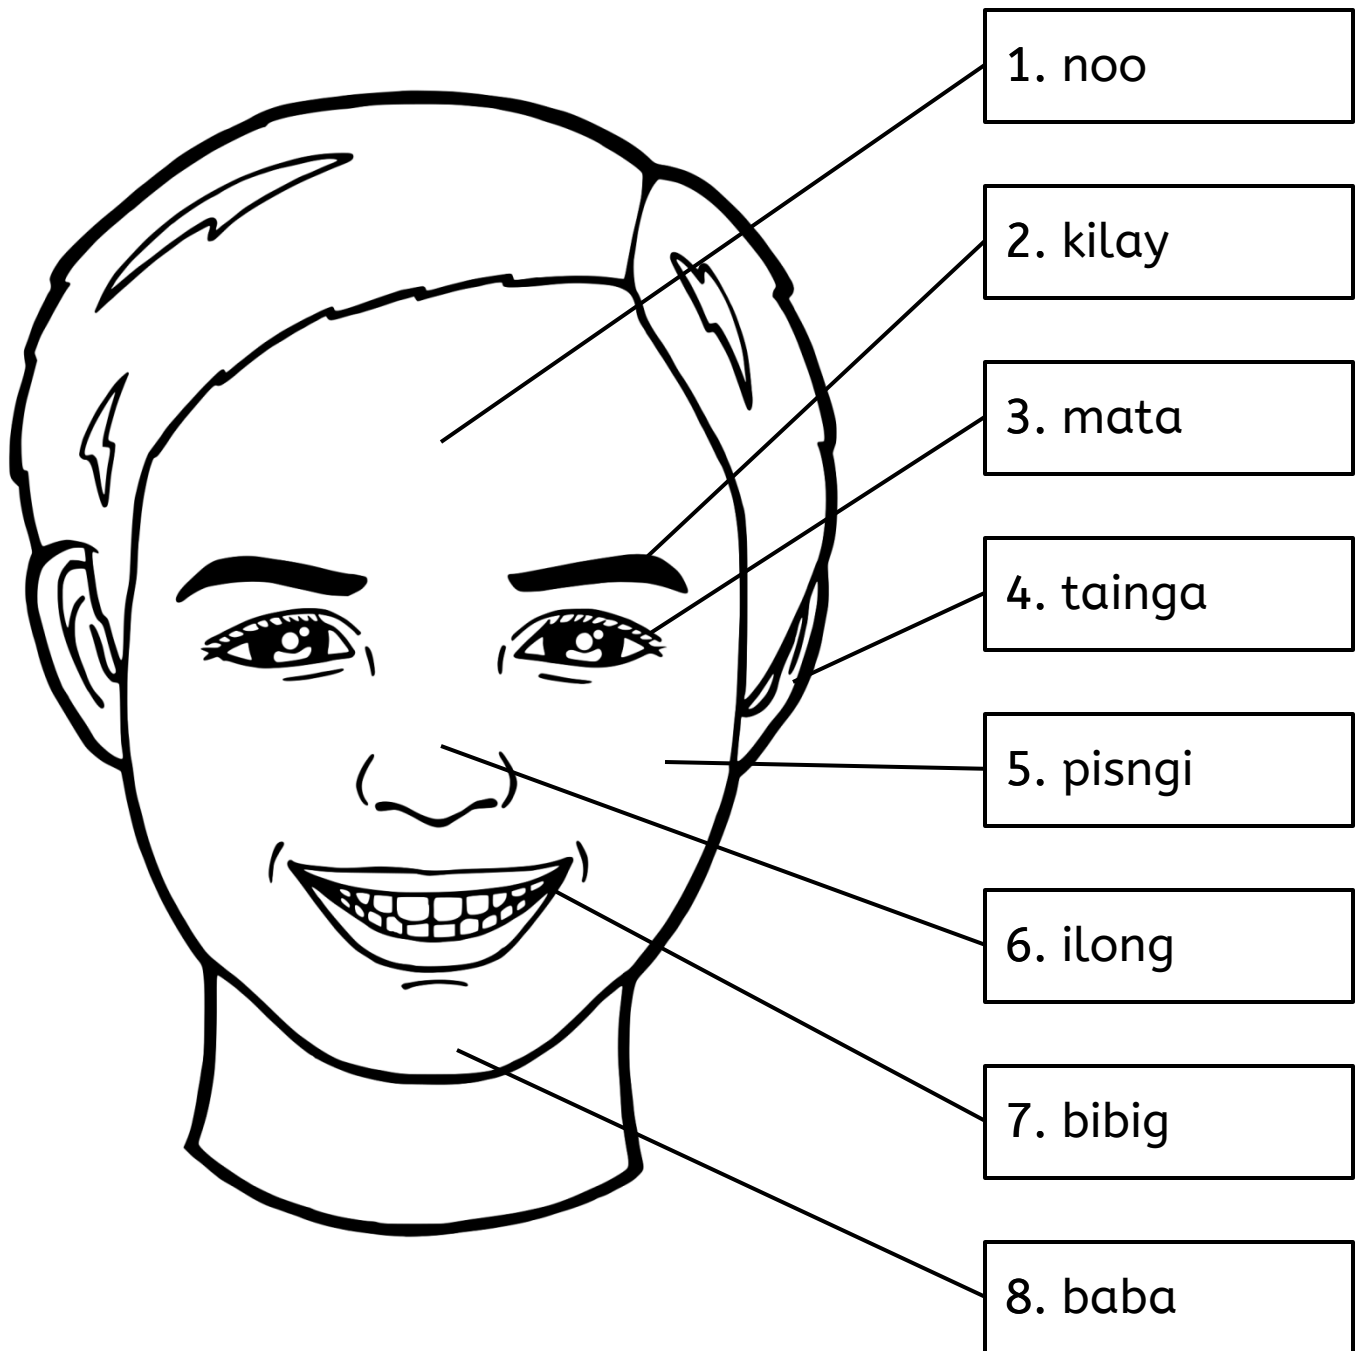 1. noo
2. kilay
3. mata
4. tainga
5. pisngi
6. ilong
7. bibig
8. baba